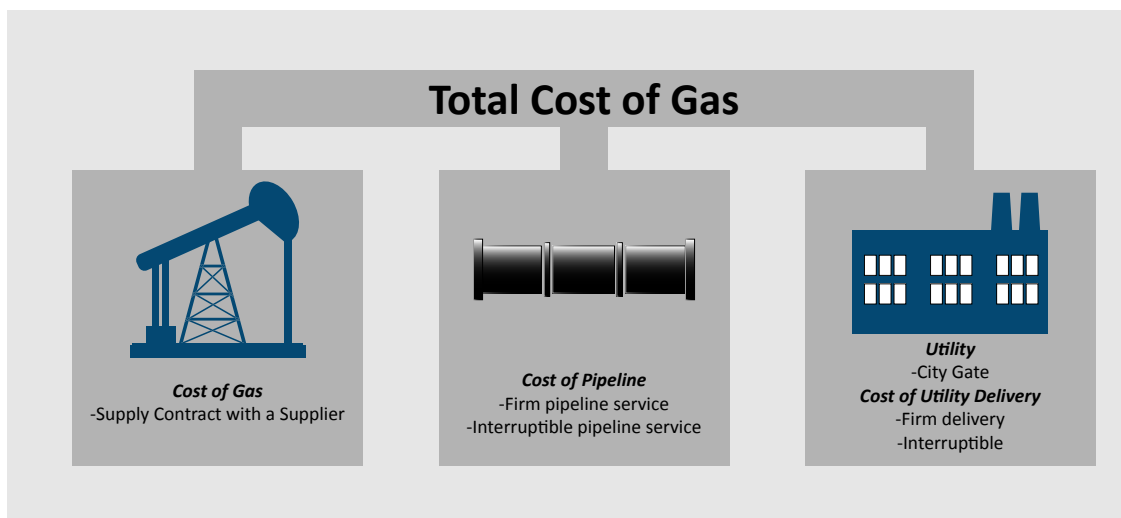 Total Cost of Gas
Cost of Gas
-Supply Contract with a Supplier
Cost of Pipeline
-Firm pipeline service
-Interruptible pipeline service
Utility
-City Gate
Cost of Utility Delivery
-Firm delivery
-Interruptible